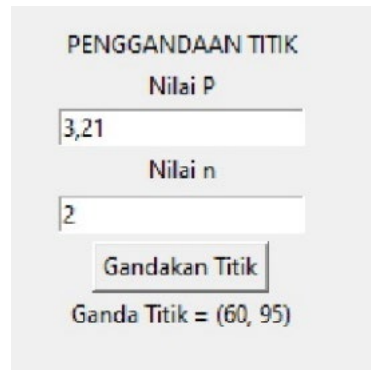 PENGGANDAAN TITIK
Nilai P
3,21
Nilai n
2
Gandakan Titik
Ganda Titik = (60, 95)